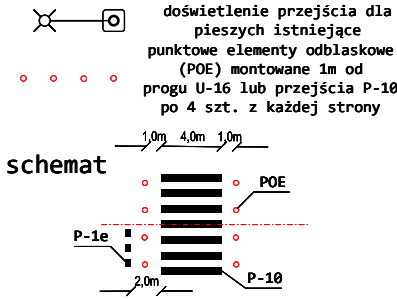 doświetlenie przejścia dla
pieszych istniejące
punktowe elementy odblaskowe
(POE) montowane 1m od
progu U-16 lub przejścia P-10
po 4 szt. z każdej strony
1,0m 4,0m 1,0m
schemat
POE
P-1e
P-10
2,0m